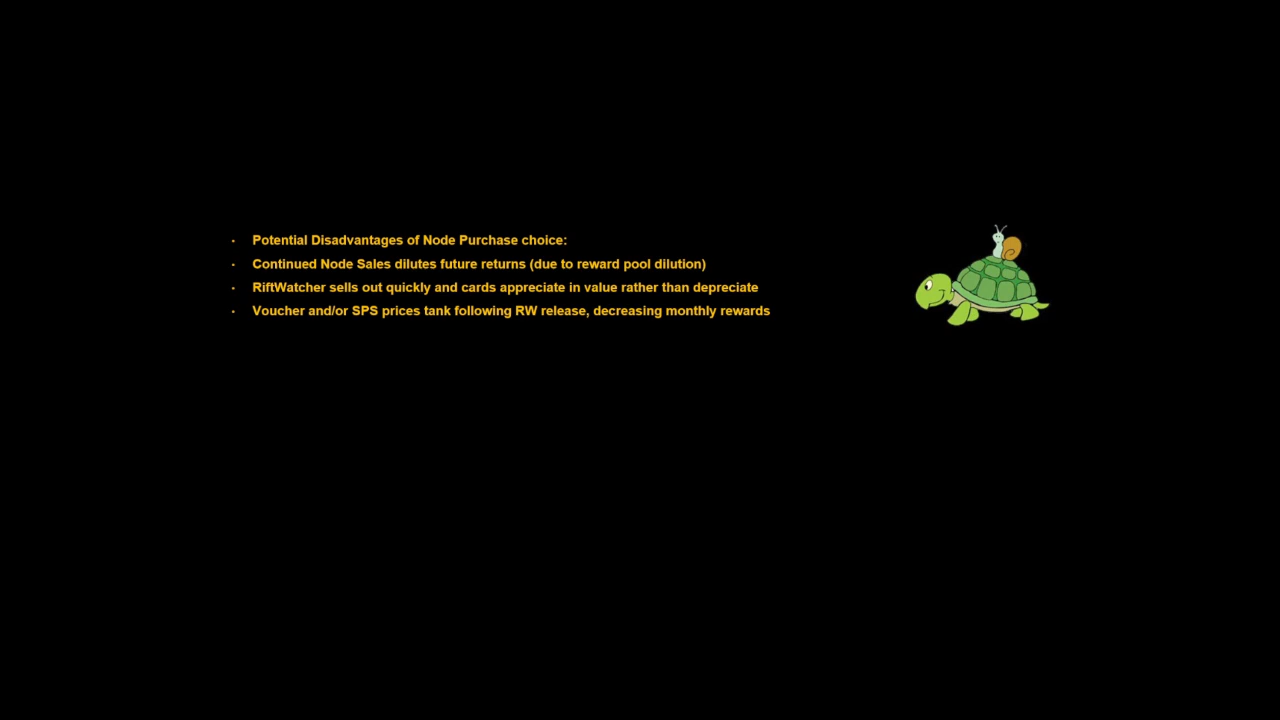 • Potential Disadvantages of Node Purchase choice:
• Continued Node Sales dilutes future returns (due to reward pool dilution)
• RiftWatcher sells out quickly and cards appreciate in value rather than depreciate
• Voucher and/or SPS prices tank following RW release, decreasing monthly rewards